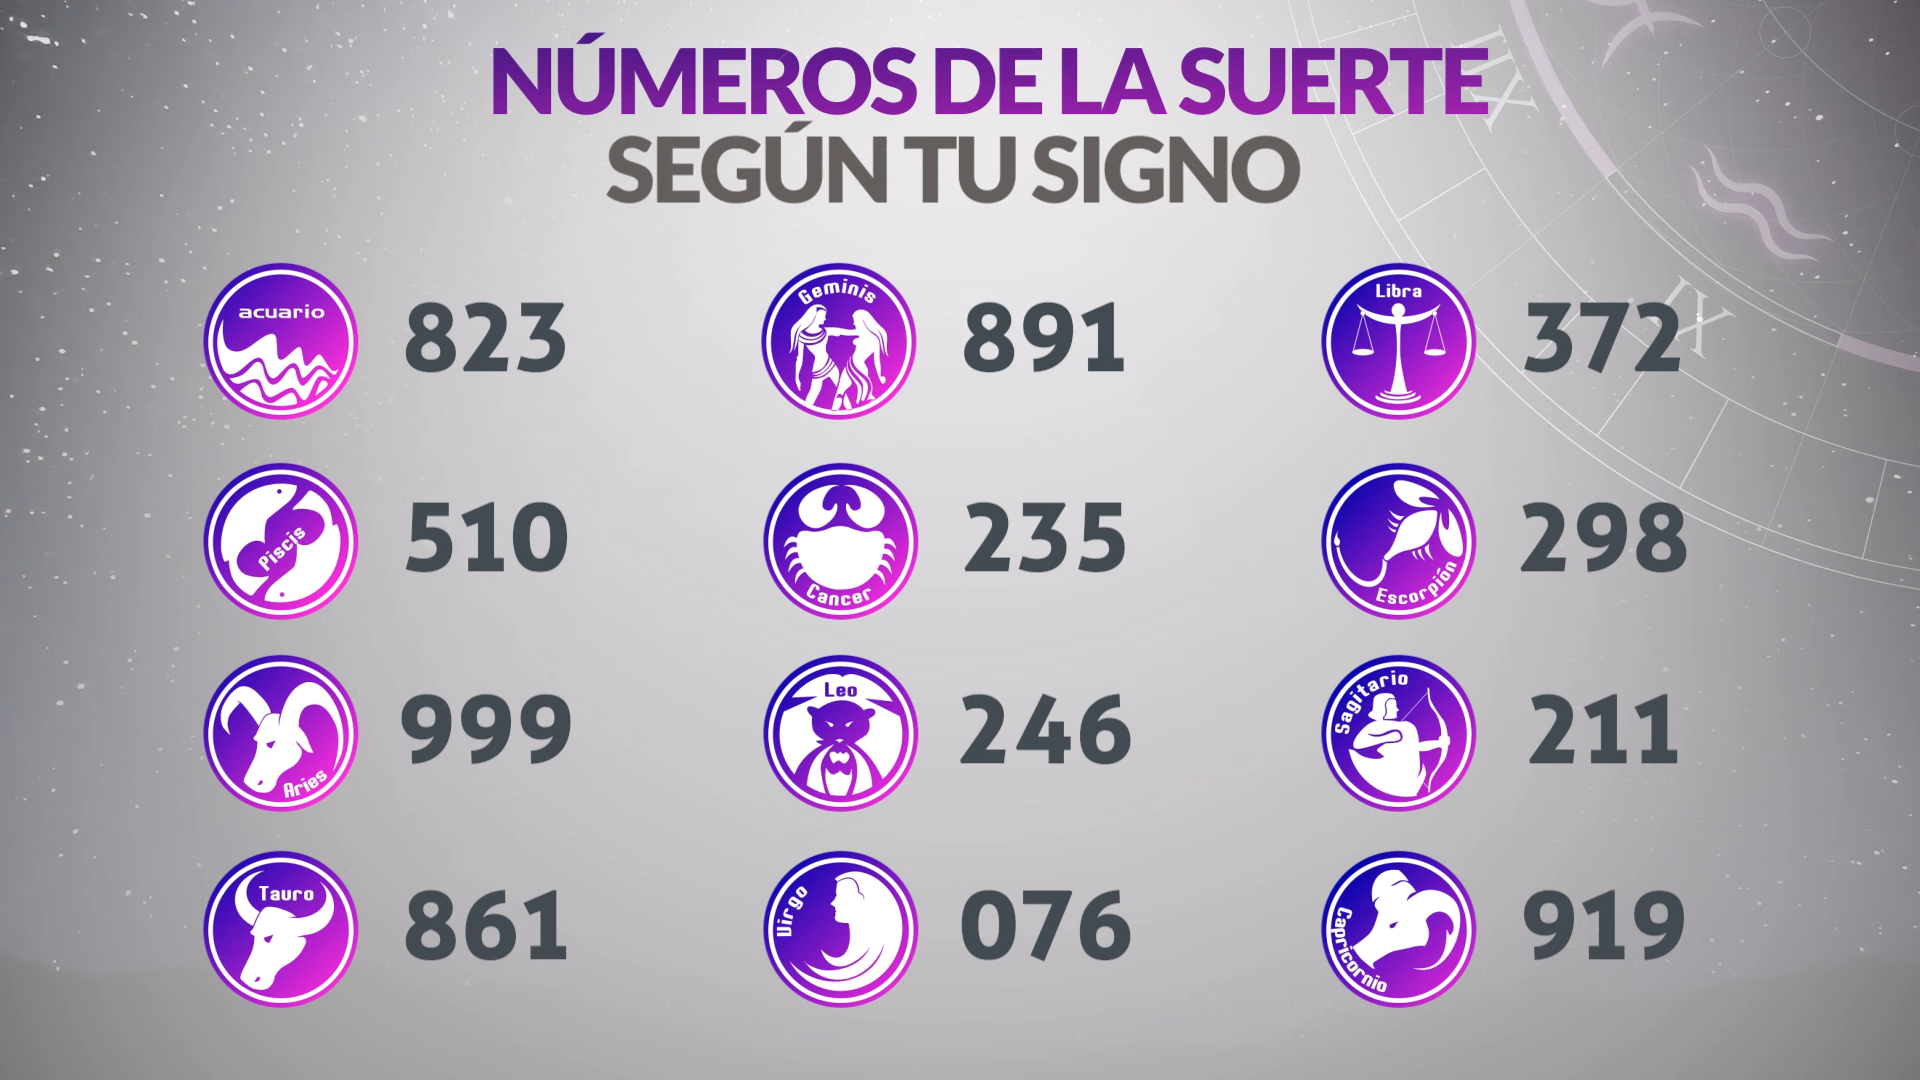 NÚMEROS DE LA SUERTE
SEGÚN TU SIGNO
acuario 823
Geminis 891
Libra 372
Piscis 510
Cancer 235
Escorpión 298
Aries 999
Leo 246
Sagitario 211
Tauro 861
Virgo 076
Capricornio 919
IX